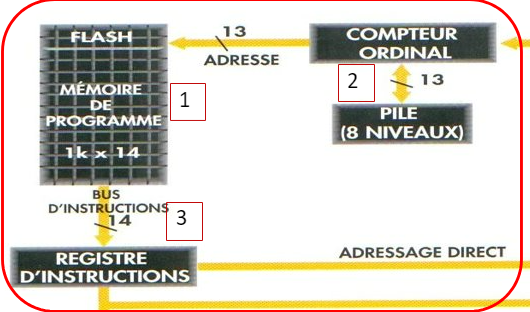 FLASH
MÉMOIRE
DE
PROGRAMME
1k x 14
1
13
ADRESSE
COMPTEUR
ORDINAL
2
13
PILE
(8 NIVEAUX)
BUS
D'INSTRUCTIONS
14
3
REGISTRE
D'INSTRUCTIONS
ADRESSAGE DIRECT